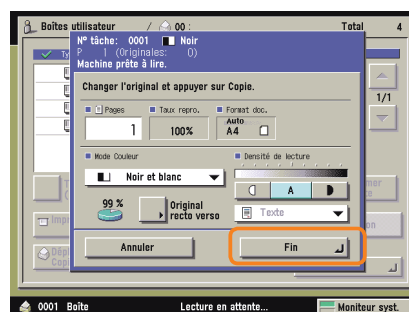 Boîtes utilisateur / 00 : Total 4
N° tâche: 0001 Noir
P 1 (Originales: 0)
Machine prête à lire.
Changer l'original et appuyer sur Copie.
Pages Taux repro. Format doc.
1 100% Auto A4
1/1
Mode Couleur Densité de lecture
Noir et blanc A
99 % Original recto verso Texte
Annuler Fin
0001 Boîte Lecture en attente... Moniteur syst.